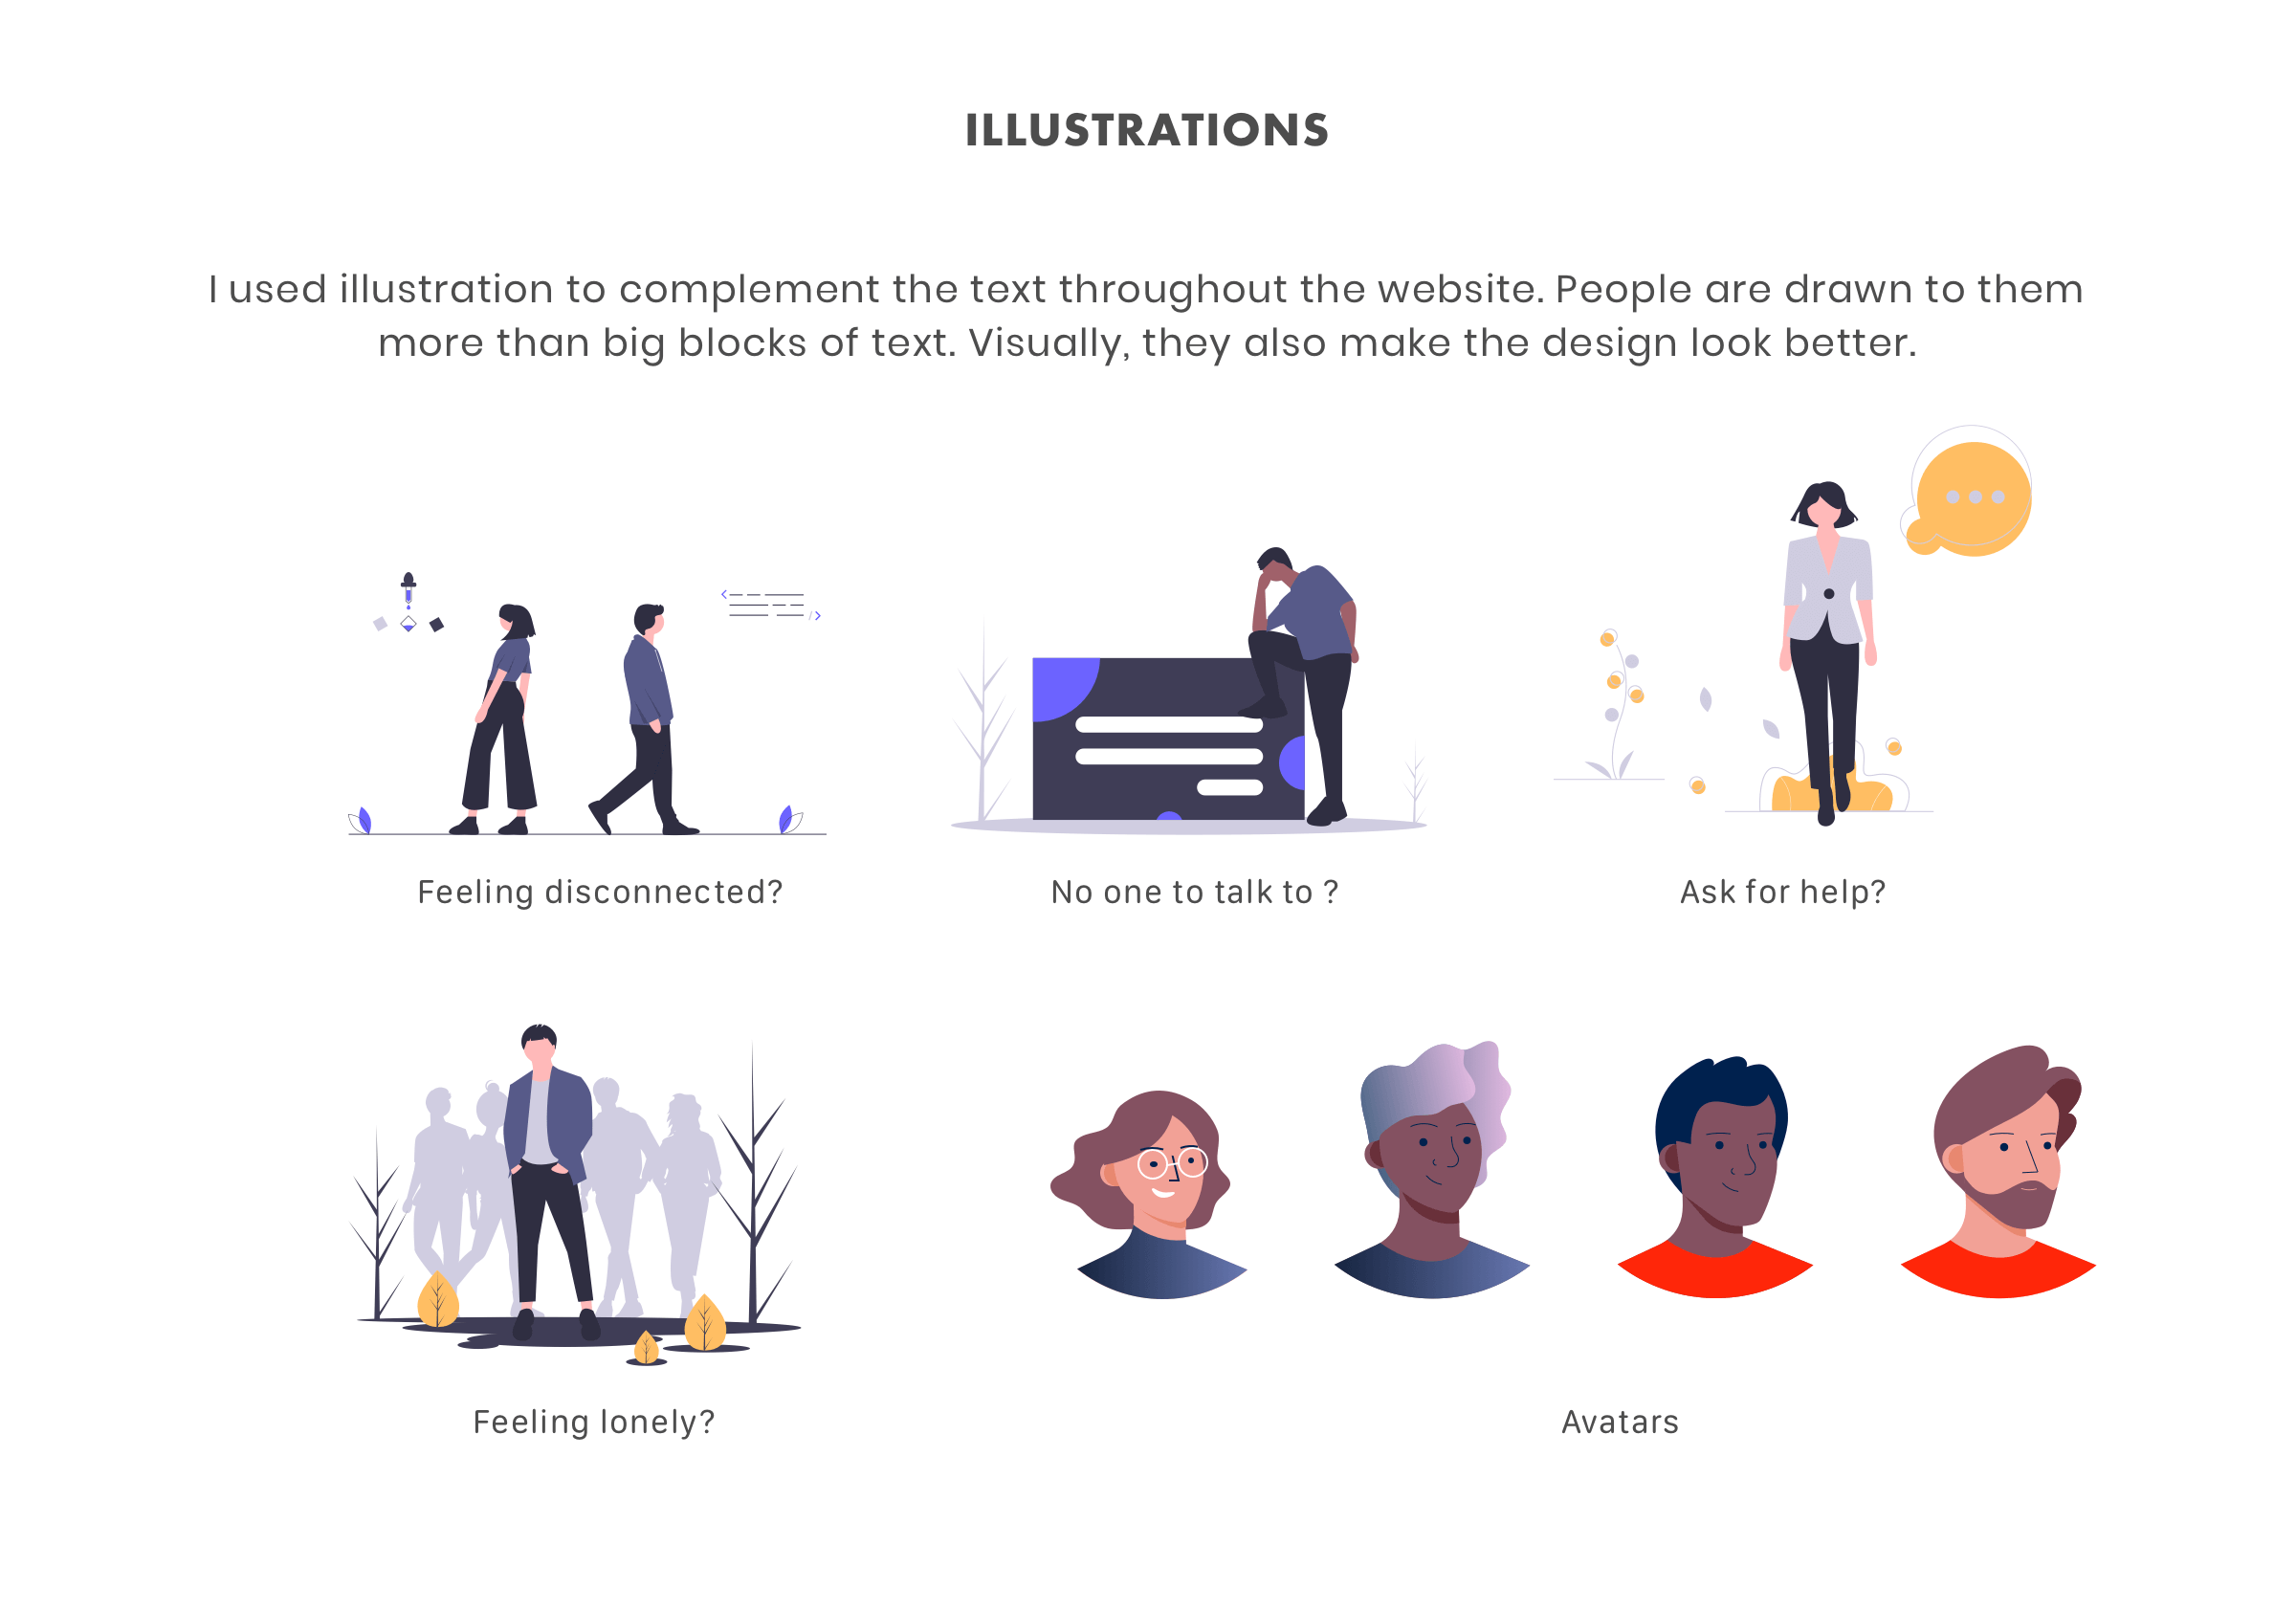 ILLUSTRATIONS
I used illustration to complement the text throughout the website. People are drawn to them
more than big blocks of text. Visually, they also make the design look better.
Feeling disconnected?
No one to talk to ?
Ask for help?
Feeling lonely?
Avatars